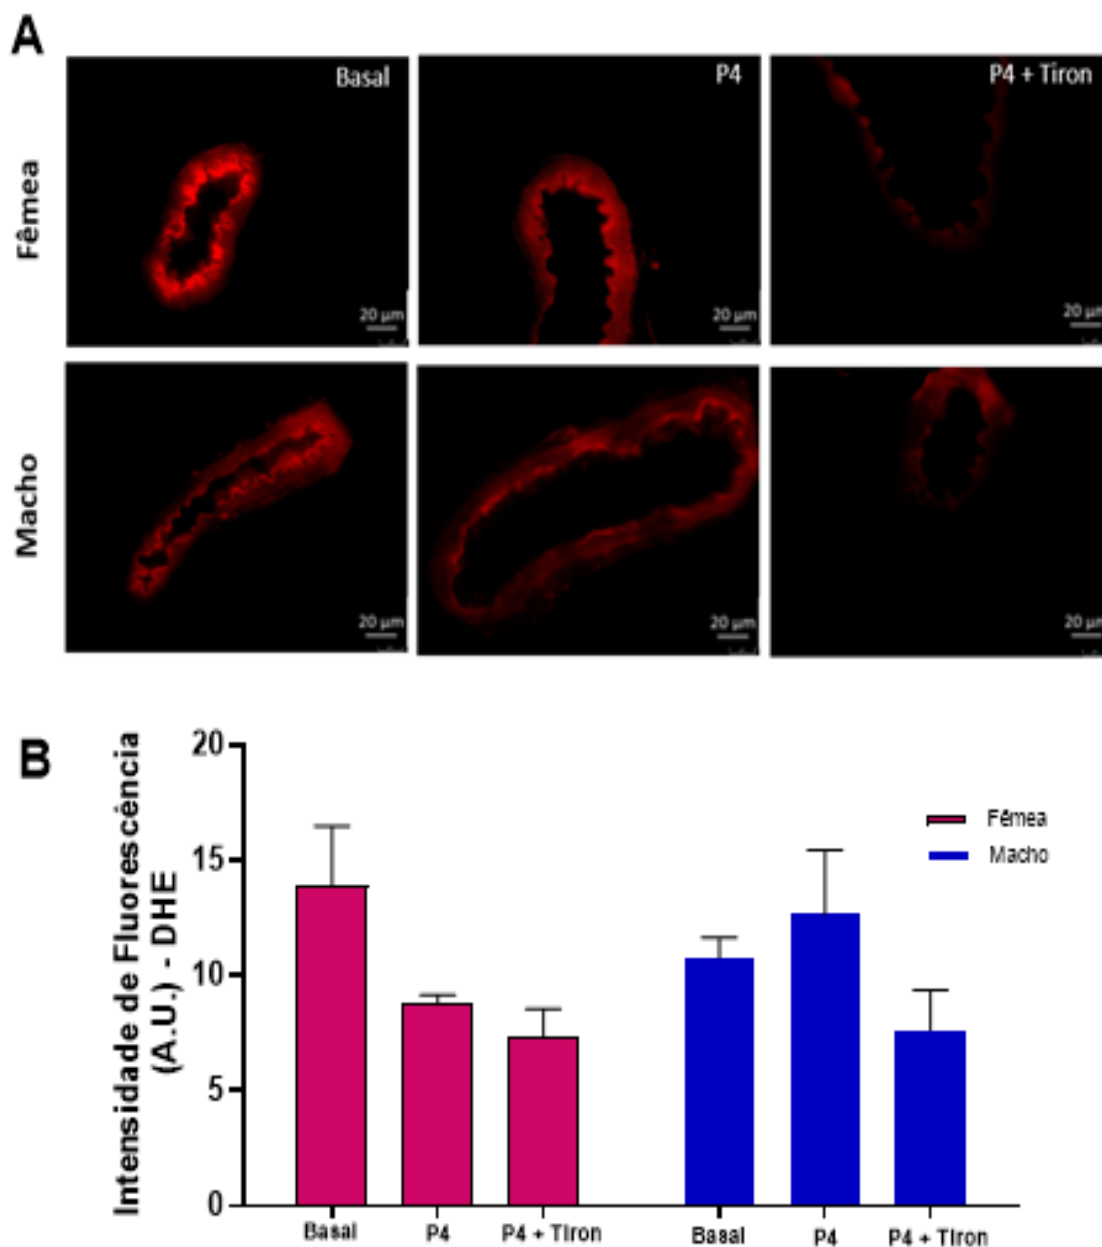 A
Basal
P4
P4 + Tiron
Fêmea
20 µm
20 µm
20 µm
Macho
20 µm
20 µm
20 µm
B
Intensidade de Fluorescência
(A.U.) - DHE
20
15
10
5
0
Fêmea
Macho
Basal
P4
P4 + Tiron
Basal
P4
P4 + Tiron